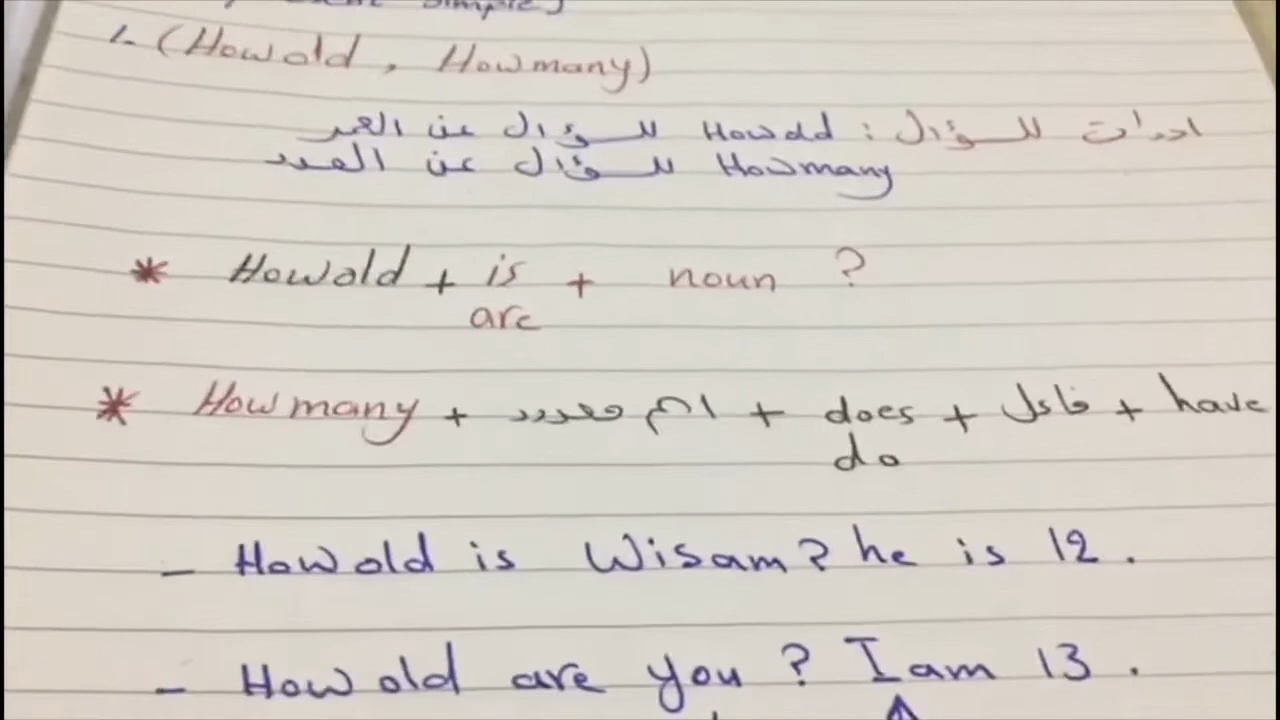 Simple)
1- (How old , How many)
ادوات للسؤال : How old للسؤال عن العمر
How many للسؤال عن العدد
* How old + is + noun ?
are
* How many + اسم معدود + does + فاعل + have
do
- How old is Wisam? he is 12 .
- How old are you ? I am 13 .